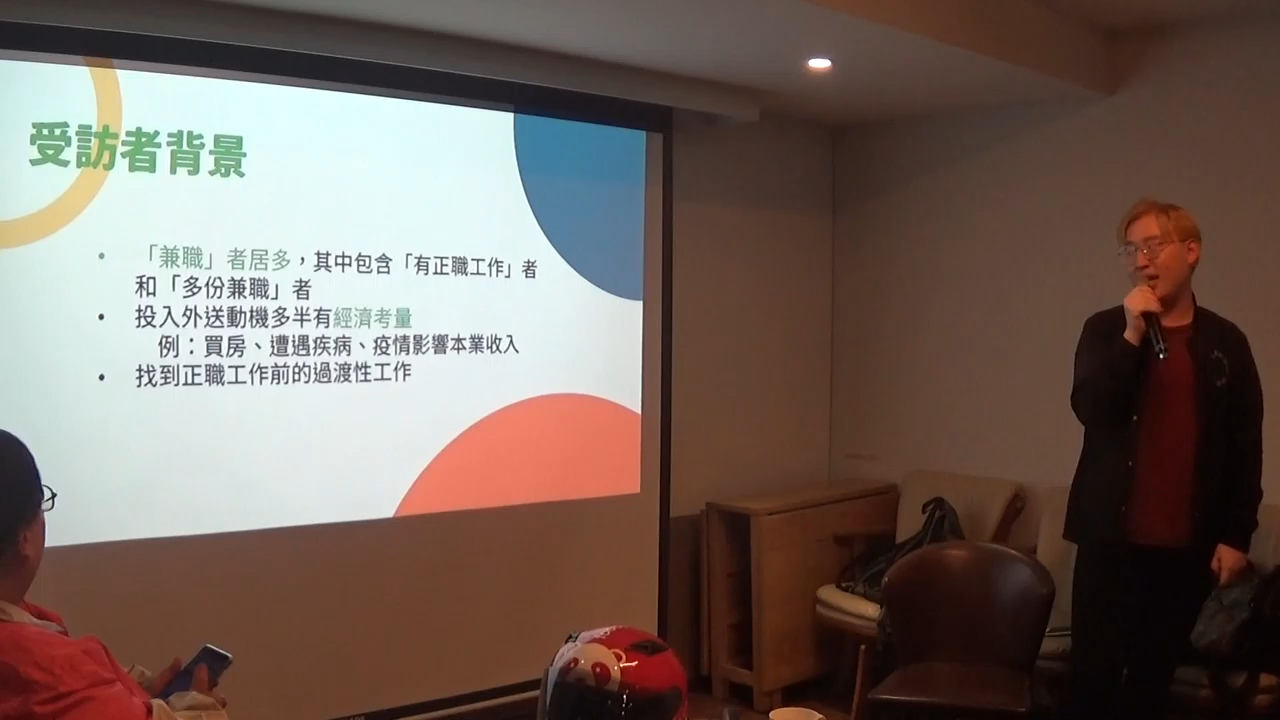 受訪者背景
• 「兼職」者居多，其中包含「有正職工作」者
和「多份兼職」者
• 投入外送動機多半有經濟考量
例：買房、遭遇疾病、疫情影響本業收入
• 找到正職工作前的過渡性工作